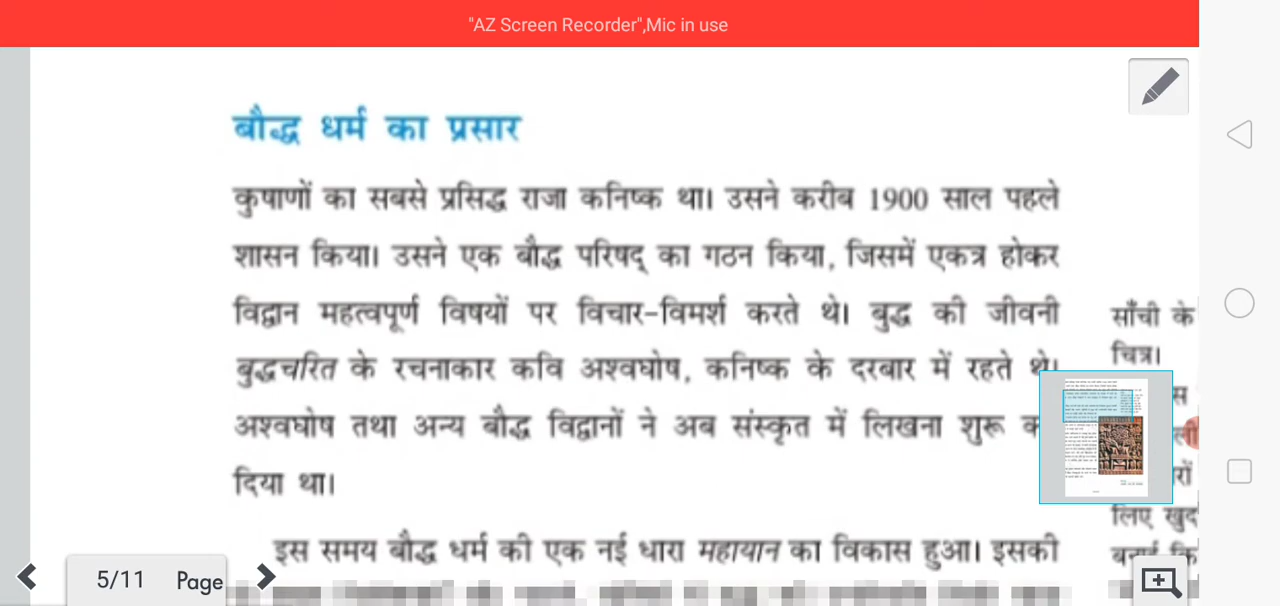 "AZ Screen Recorder",Mic in use
बौद्ध धर्म का प्रसार
कुषाणों का सबसे प्रसिद्ध राजा कनिष्क था। उसने करीब 1900 साल पहले
शासन किया। उसने एक बौद्ध परिषद् का गठन किया, जिसमें एकत्र होकर
विद्वान महत्वपूर्ण विषयों पर विचार-विमर्श करते थे। बुद्ध की जीवनी
बुद्धचरित के रचनाकार कवि अश्वघोष, कनिष्क के दरबार में रहते थे।
अश्वघोष तथा अन्य बौद्ध विद्वानों ने अब संस्कृत में लिखना शुरू
दिया था।
इस समय बौद्ध धर्म की एक नई धारा महायान का विकास हुआ। इसकी
साँची के
चित्र।
लिए खुद
5/11 Page